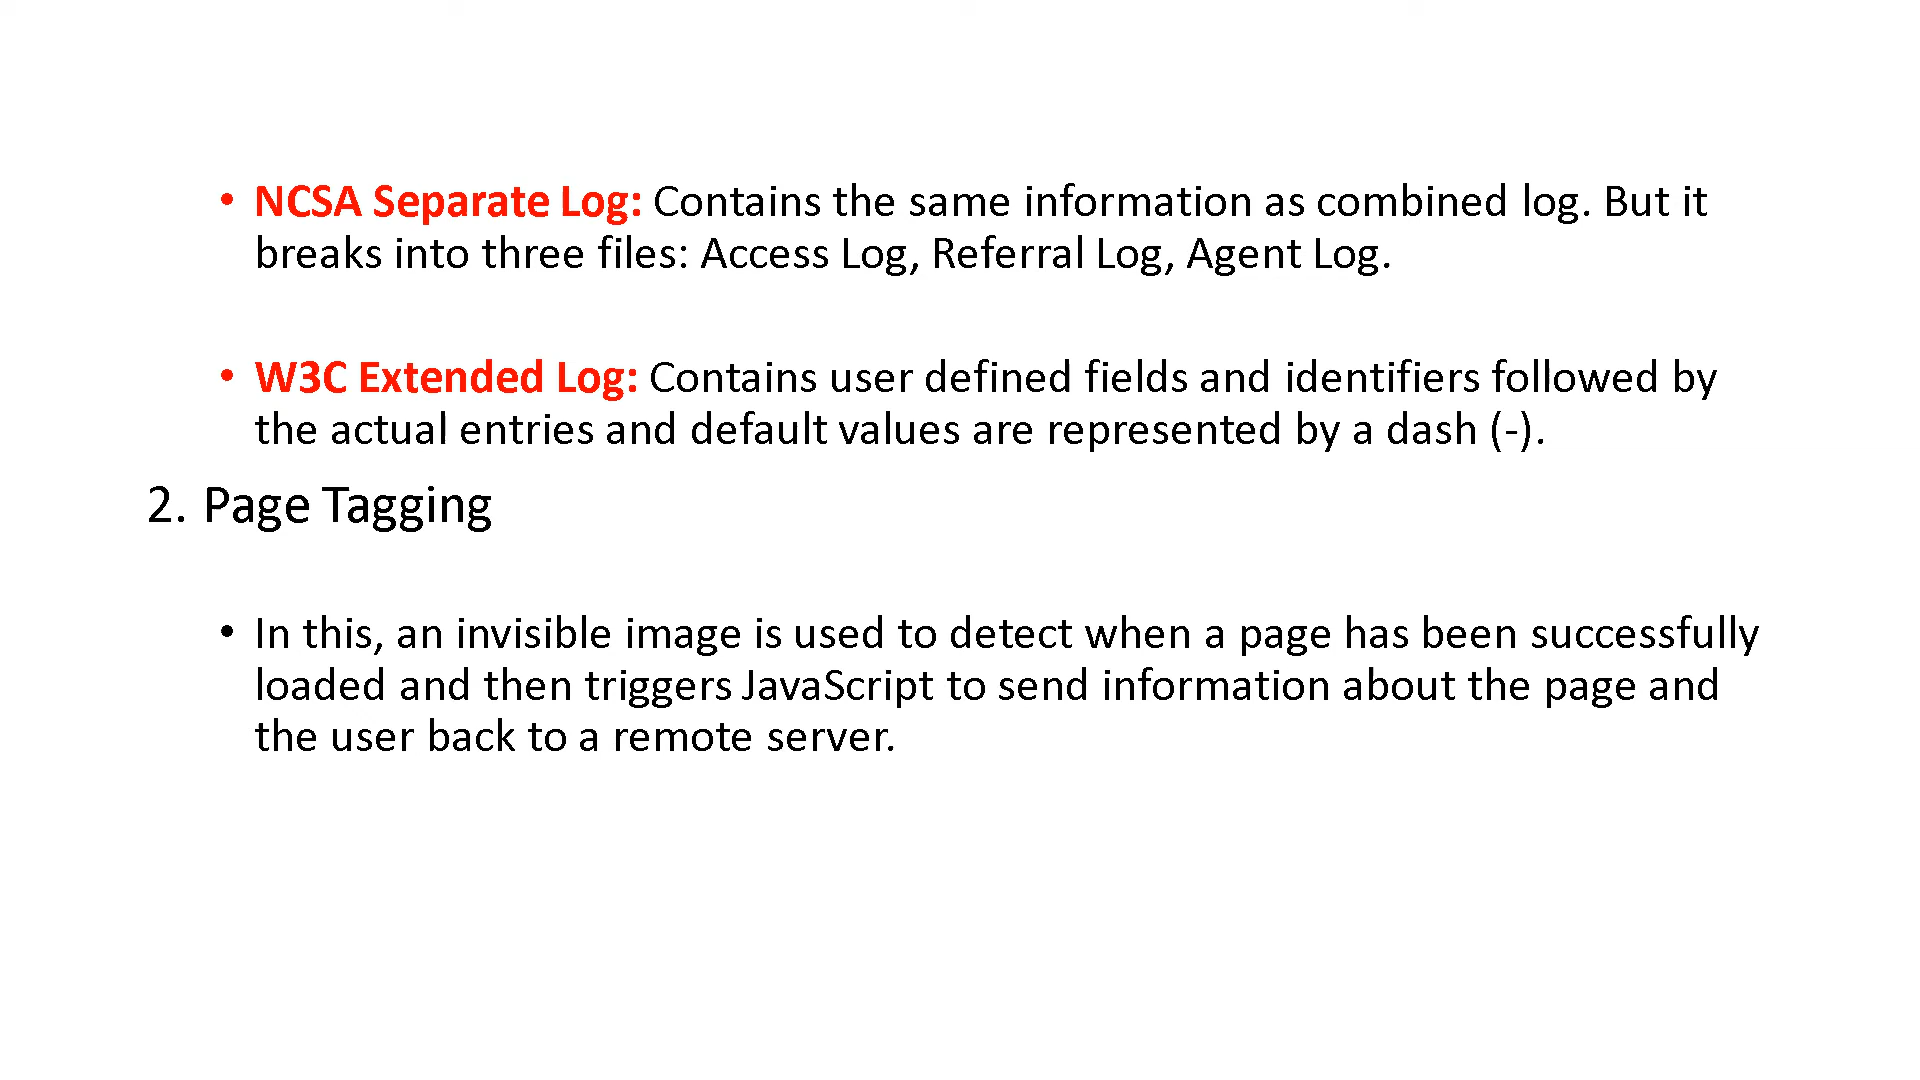 • NCSA Separate Log: Contains the same information as combined log. But it
breaks into three files: Access Log, Referral Log, Agent Log.
• W3C Extended Log: Contains user defined fields and identifiers followed by
the actual entries and default values are represented by a dash (-).
2. Page Tagging
• In this, an invisible image is used to detect when a page has been successfully
loaded and then triggers JavaScript to send information about the page and
the user back to a remote server.